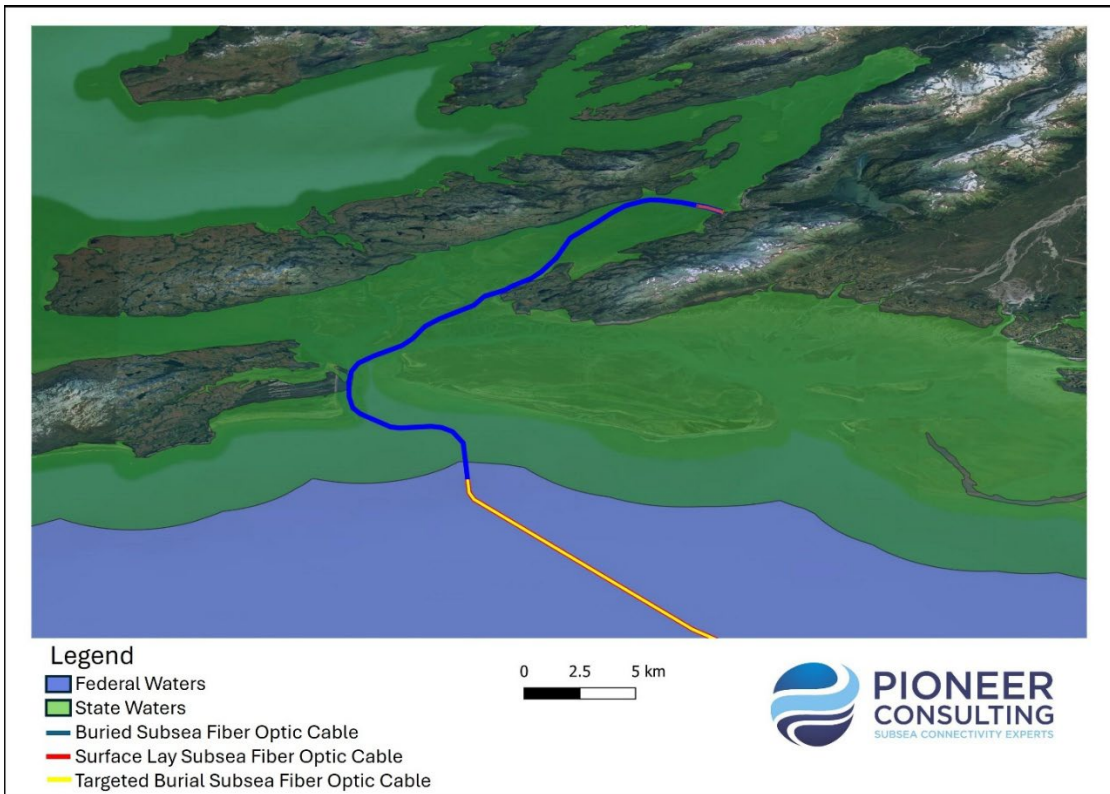 Legend
Federal Waters
State Waters
Buried Subsea Fiber Optic Cable
Surface Lay Subsea Fiber Optic Cable
Targeted Burial Subsea Fiber Optic Cable
0 2.5 5 km
PIONEER
CONSULTING
SUBSEA CONNECTIVITY EXPERTS